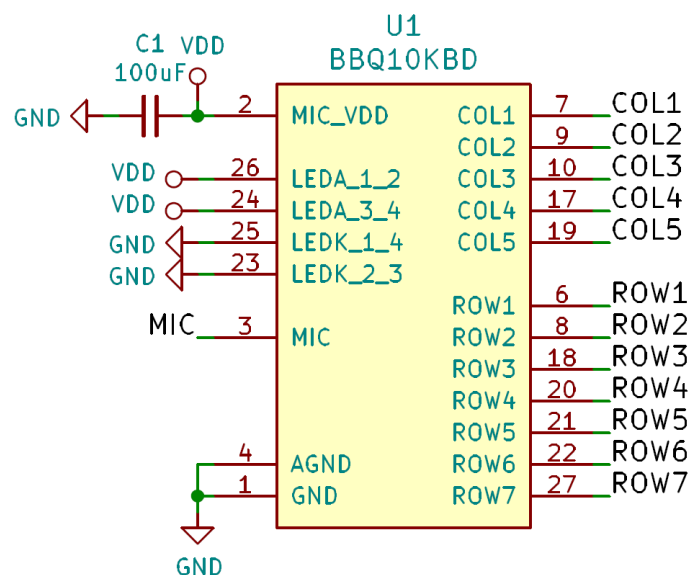 U1
BBQ10KBD
C1 VDD
100uF
GND 2 MIC_VDD COL1 7 COL1
COL2 9 COL2
VDD 26 LEDA_1_2 COL3 10 COL3
VDD 24 LEDA_3_4 COL4 17 COL4
GND 25 LEDK_1_4 COL5 19 COL5
GND 23 LEDK_2_3
ROW1 6 ROW1
MIC 3 MIC ROW2 8 ROW2
ROW3 18 ROW3
ROW4 20 ROW4
ROW5 21 ROW5
4 AGND ROW6 22 ROW6
1 GND ROW7 27 ROW7
GND